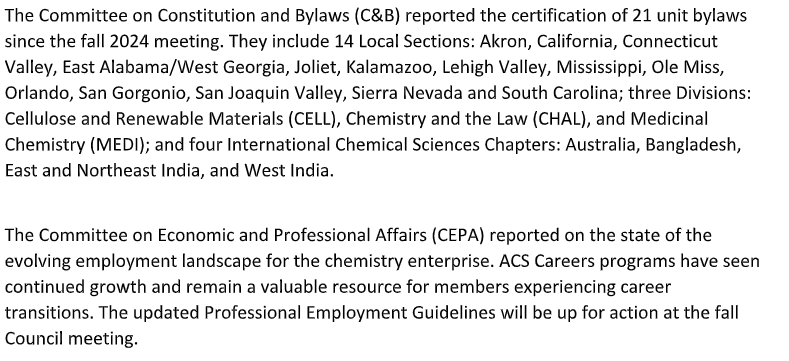 The Committee on Constitution and Bylaws (C&B) reported the certification of 21 unit bylaws
since the fall 2024 meeting. They include 14 Local Sections: Akron, California, Connecticut
Valley, East Alabama/West Georgia, Joliet, Kalamazoo, Lehigh Valley, Mississippi, Ole Miss,
Orlando, San Gorgonio, San Joaquin Valley, Sierra Nevada and South Carolina; three Divisions:
Cellulose and Renewable Materials (CELL), Chemistry and the Law (CHAL), and Medicinal
Chemistry (MEDI); and four International Chemical Sciences Chapters: Australia, Bangladesh,
East and Northeast India, and West India.
The Committee on Economic and Professional Affairs (CEPA) reported on the state of the
evolving employment landscape for the chemistry enterprise. ACS Careers programs have seen
continued growth and remain a valuable resource for members experiencing career
transitions. The updated Professional Employment Guidelines will be up for action at the fall
Council meeting.